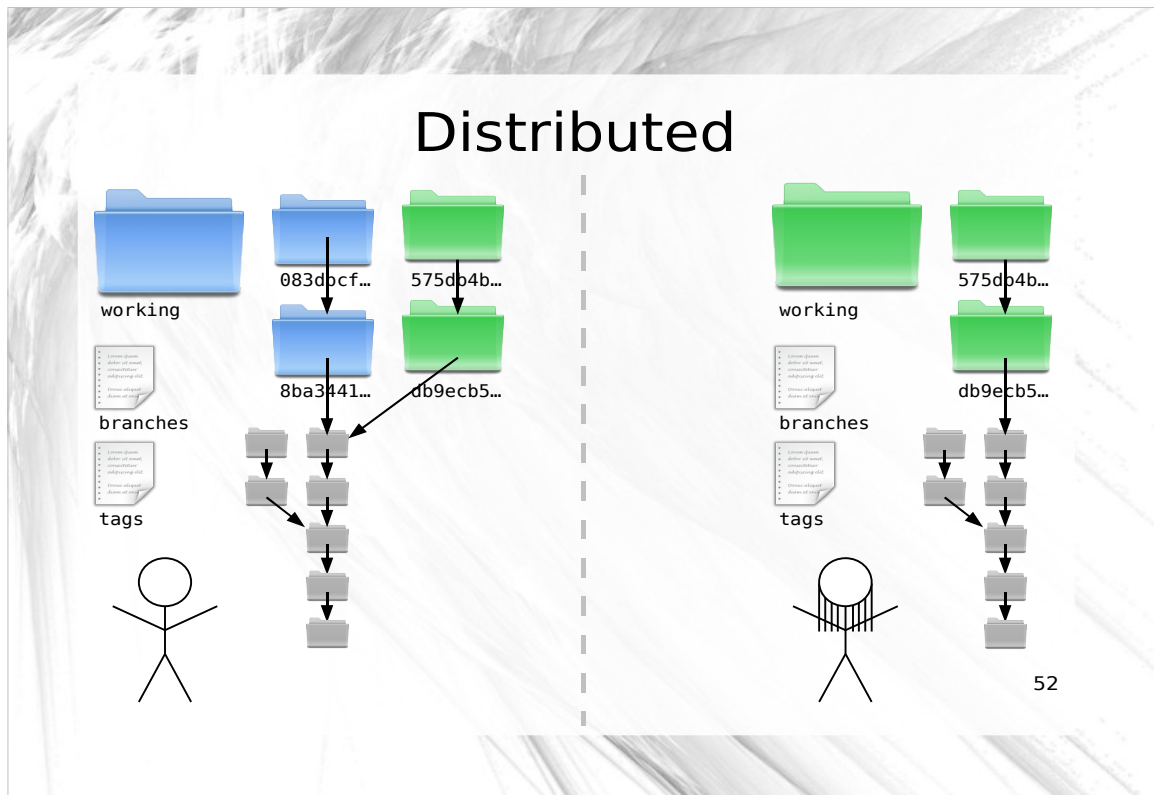 Distributed
083dbcf…
575db4b…
working
8ba3441…
db9ecb5…
branches
tags
575db4b…
working
db9ecb5…
branches
tags
52